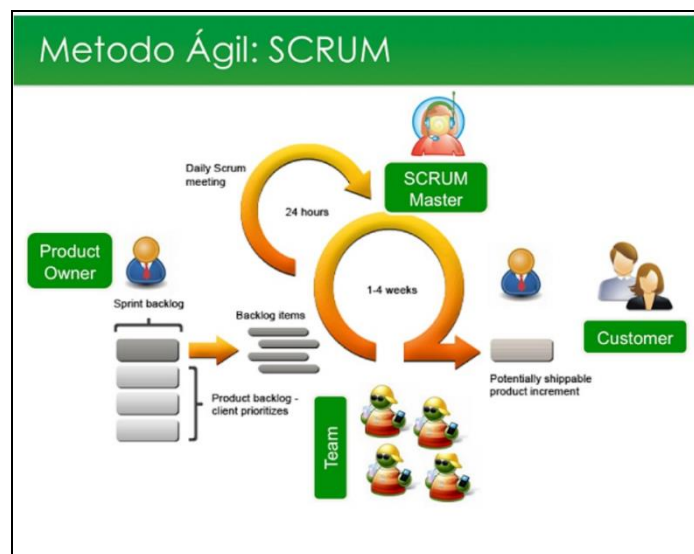 Metodo Ágil: SCRUM
Daily Scrum
meeting
24 hours
SCRUM
Master
Product
Owner
Sprint backlog
Backlog items
1-4 weeks
Customer
Product backlog -
client prioritizes
Potentially shippable
product increment
Team